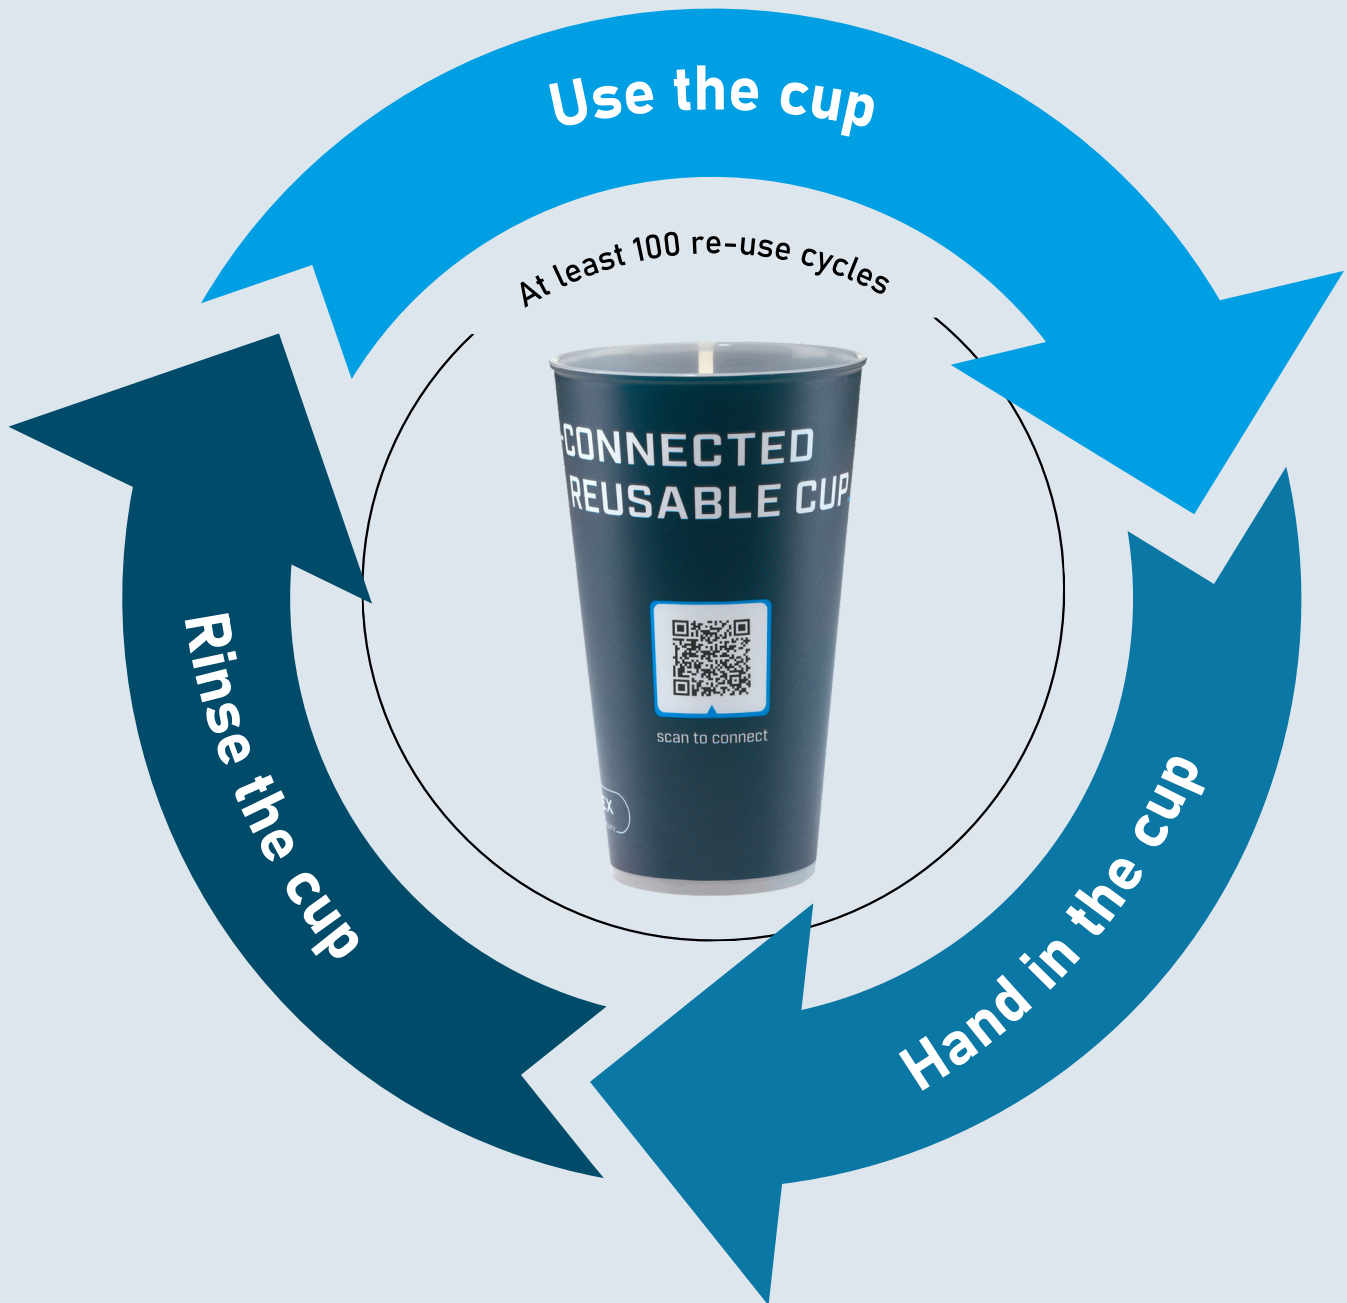 Use the cup
At least 100 re-use cycles
-CONNECTED
REUSABLE CUP
scan to connect
EX
Hand in the cup
Rinse the cup